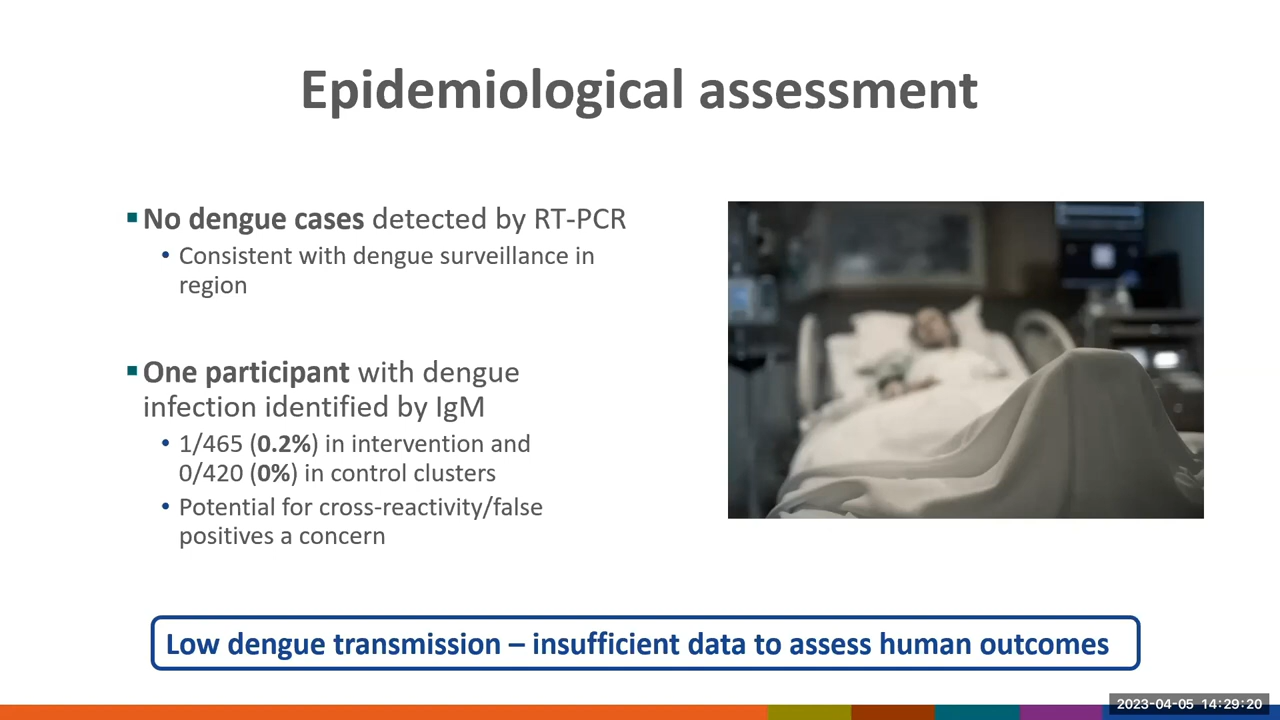 Epidemiological assessment
No dengue cases detected by RT-PCR
Consistent with dengue surveillance in
region
One participant with dengue
infection identified by IgM
1/465 (0.2%) in intervention and
0/420 (0%) in control clusters
Potential for cross-reactivity/false
positives a concern
Low dengue transmission – insufficient data to assess human outcomes
2023-04-05 14:29:20